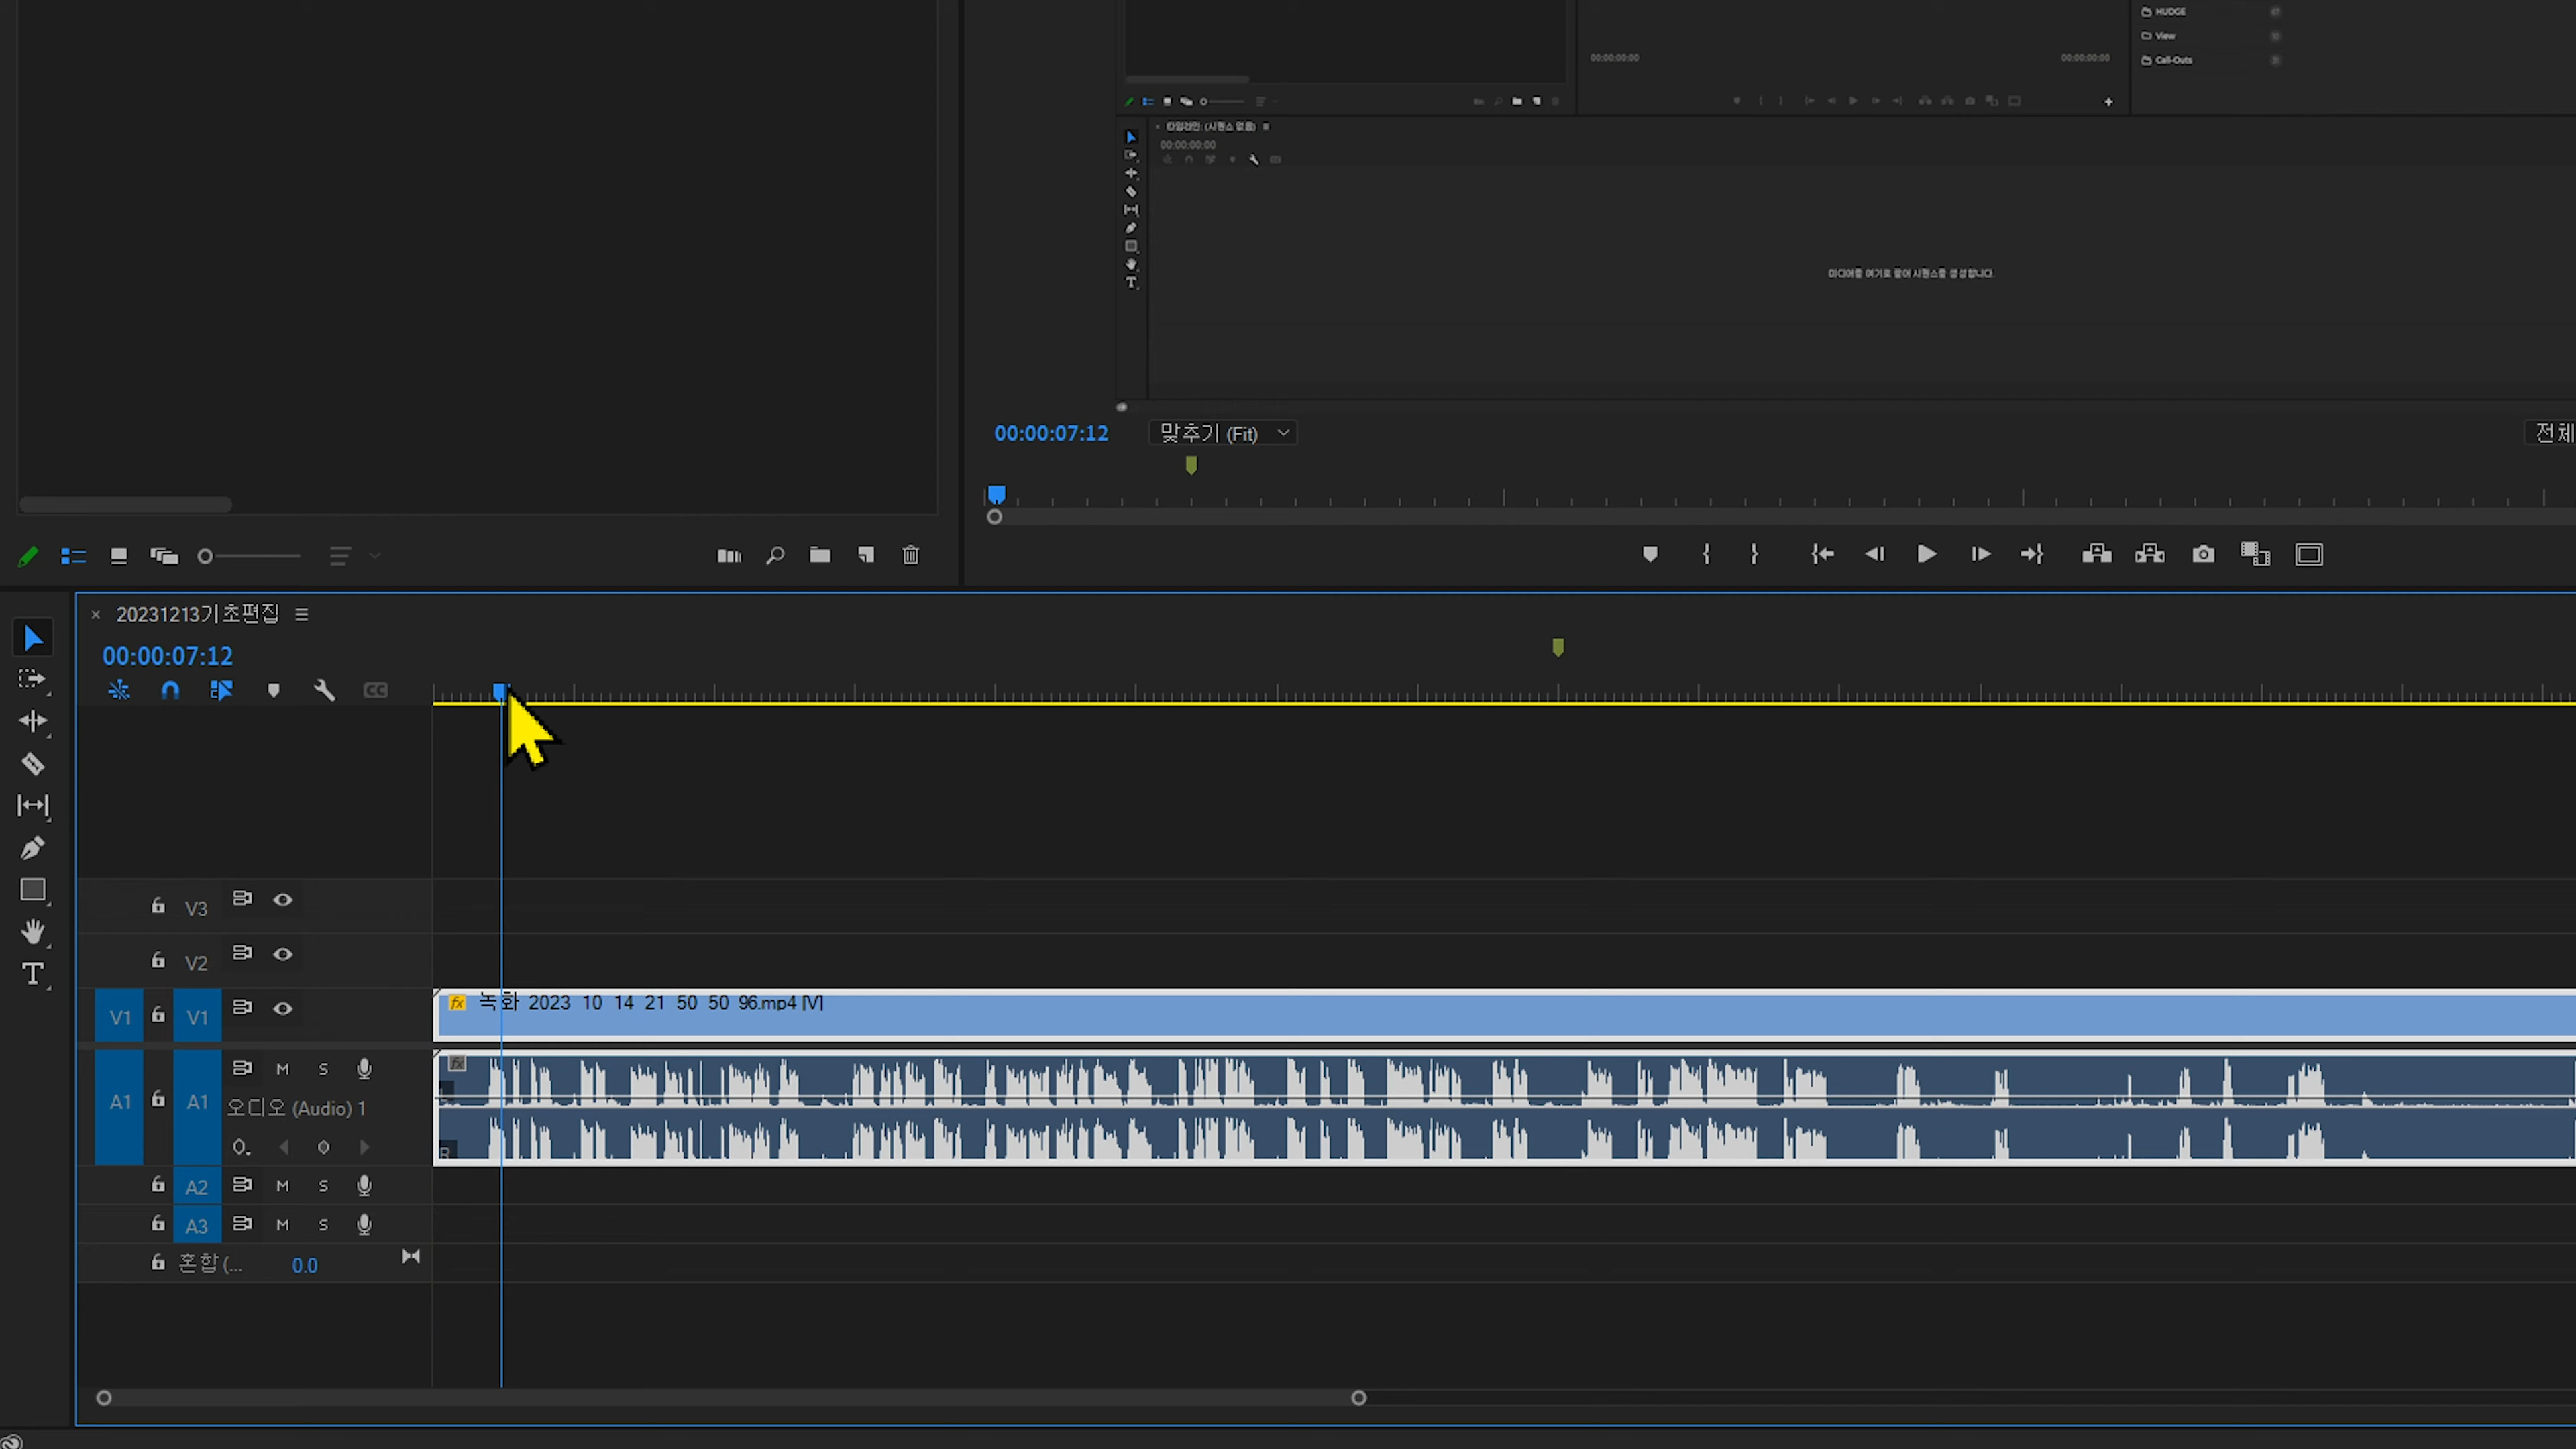 HUDGE
View
Call-Outs
00:00:00:00
00:00:00:00
타임라인: (시퀀스 없음)
00:00:00:00
미디어를 여기로 끌어 시퀀스를 생성합니다.
T
00:00:07:12
맞추기 (Fit)
전체
20231213기초편집
00:00:07:12
CC
T
V3
V2
V1
V1
fx 녹화 2023 10 14 21 50 50 96.mp4 [V]
A1
A1
M S
오디오 (Audio) 1
fx
R
A2 M S
A3 M S
혼합 (...
0.0